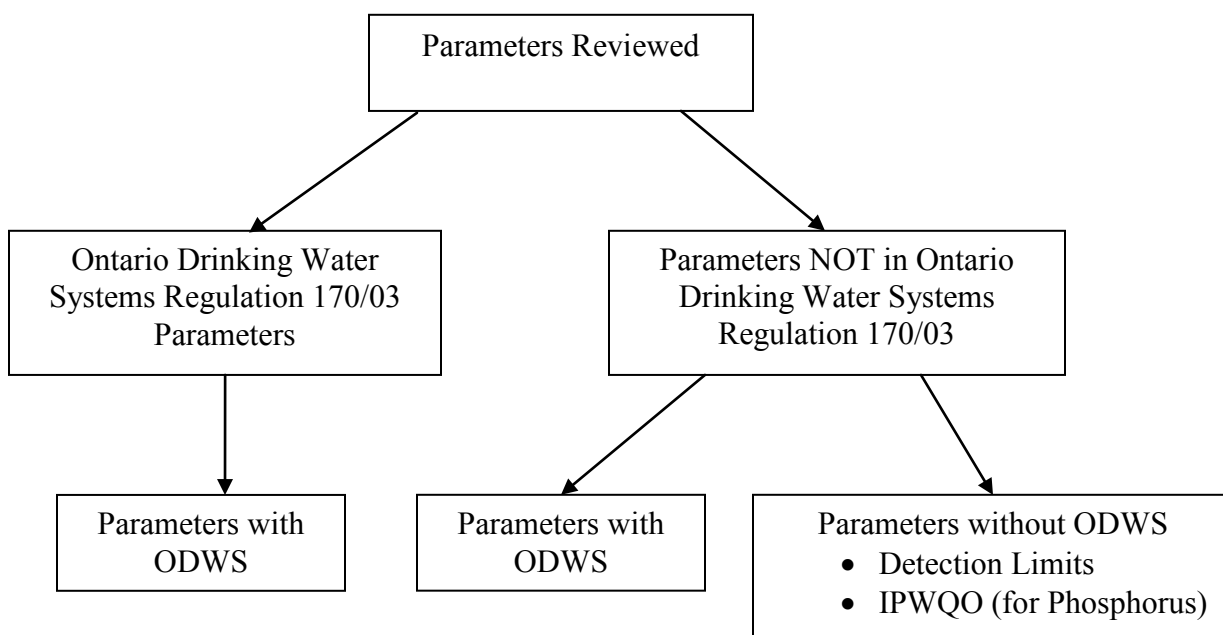 Parameters Reviewed
Ontario Drinking Water
Systems Regulation 170/03
Parameters
Parameters NOT in Ontario
Drinking Water Systems
Regulation 170/03
Parameters with
ODWS
Parameters with
ODWS
Parameters without ODWS
• Detection Limits
• IPWQO (for Phosphorus)